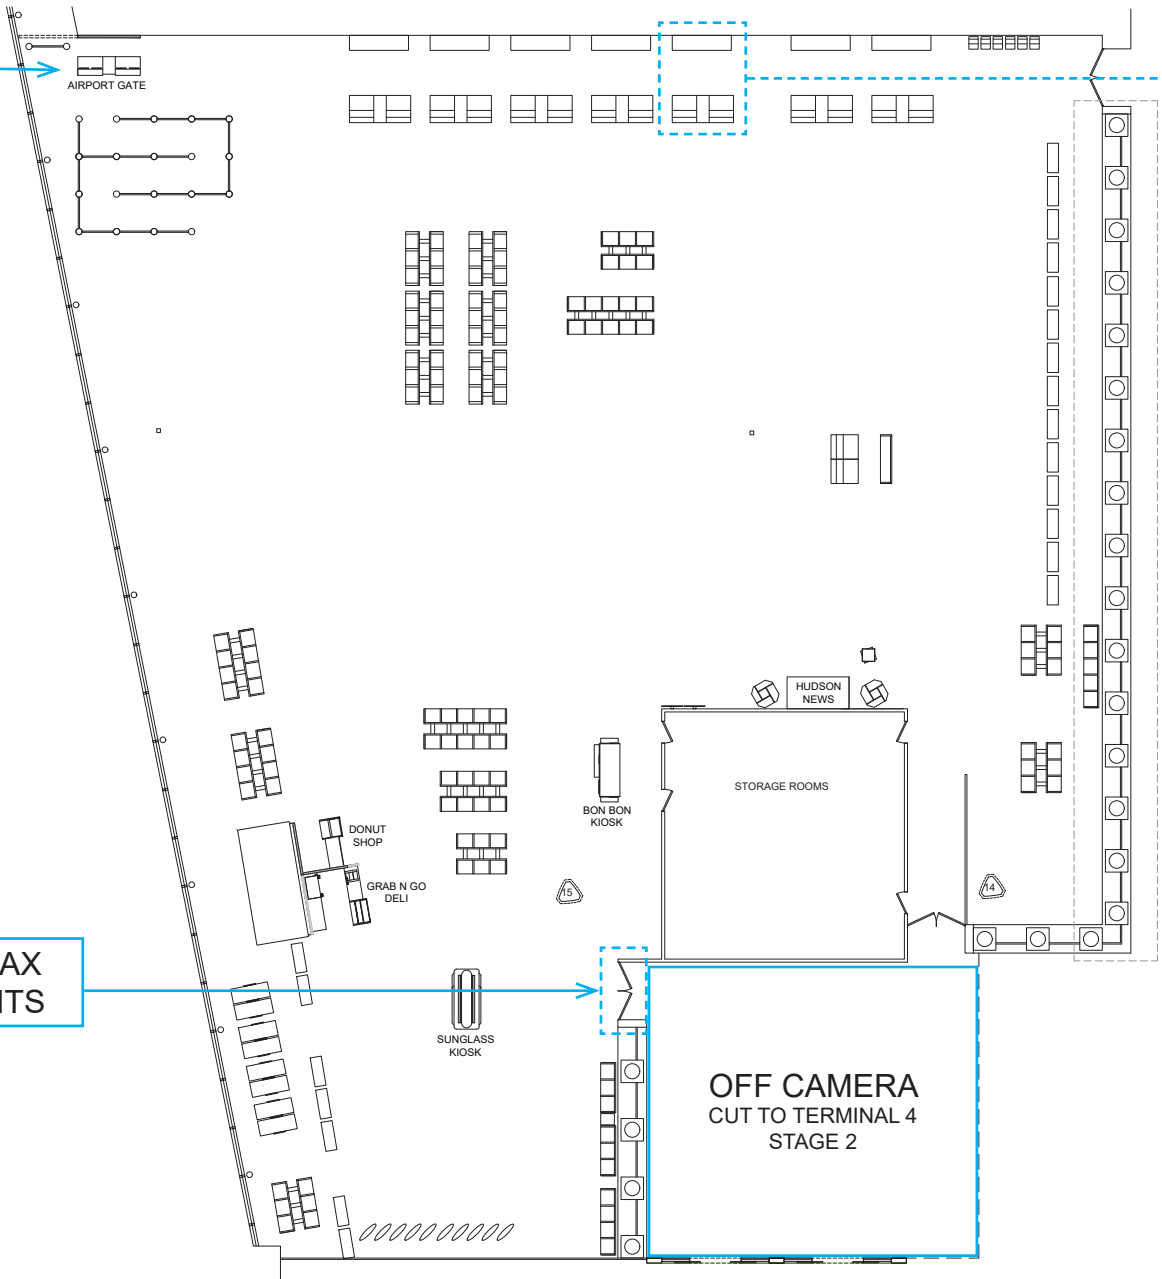 AIRPORT GATE
HUDSON
NEWS
STORAGE ROOMS
BON BON
KIOSK
DONUT
SHOP
GRAB N GO
DELI
15
14
AX
ITS
SUNGLASS
KIOSK
OFF CAMERA
CUT TO TERMINAL 4
STAGE 2